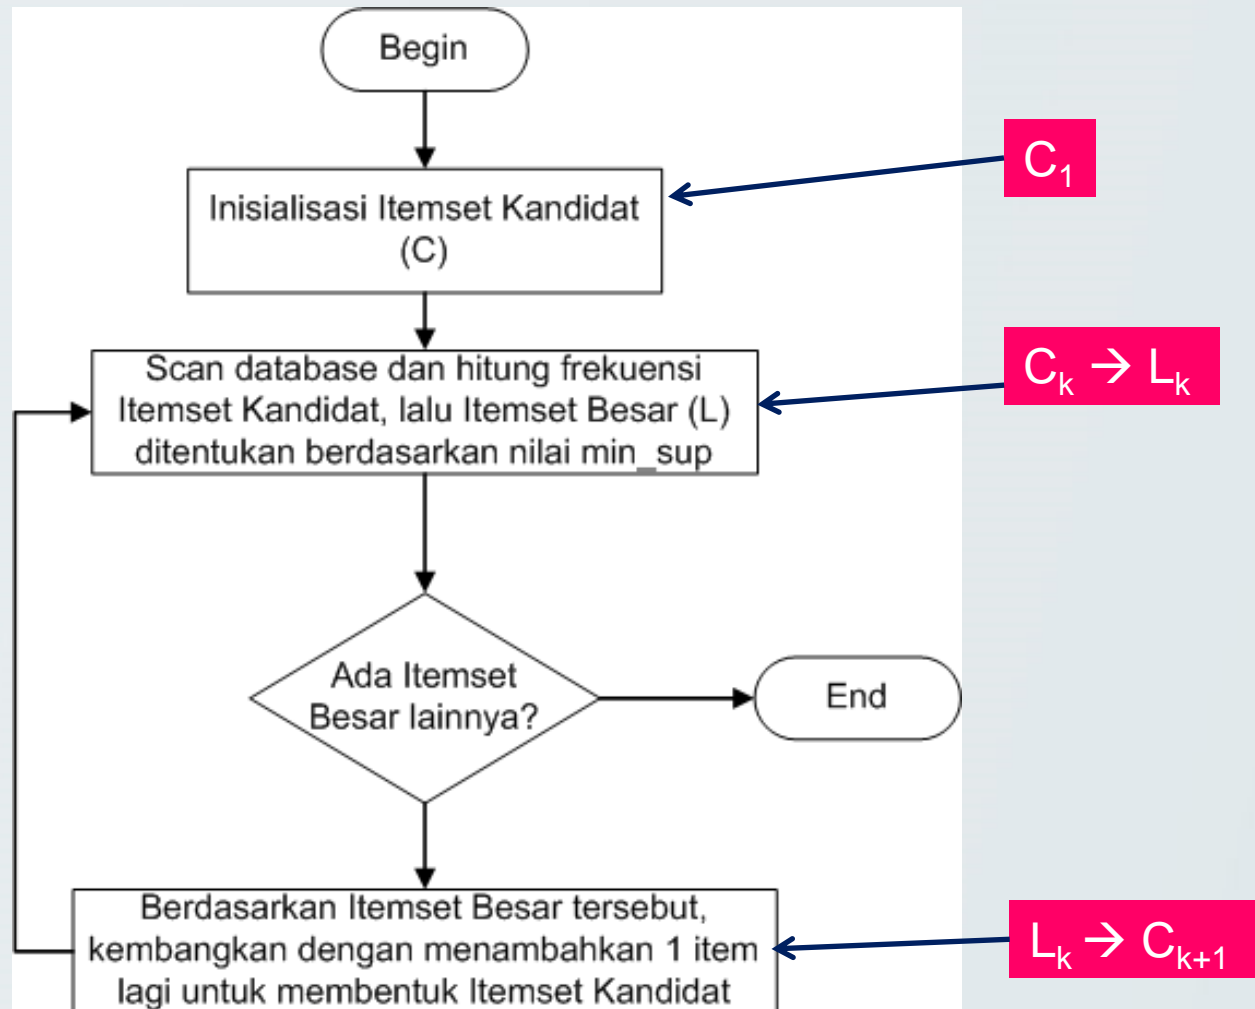 Begin
Inisialisasi Itemset Kandidat
(C)
C₁
Scan database dan hitung frekuensi
Itemset Kandidat, lalu Itemset Besar (L)
ditentukan berdasarkan nilai min_sup
Cₖ → Lₖ
Ada Itemset
Besar lainnya?
End
Berdasarkan Itemset Besar tersebut,
kembangkan dengan menambahkan 1 item
lagi untuk membentuk Itemset Kandidat
Lₖ → Cₖ₊₁